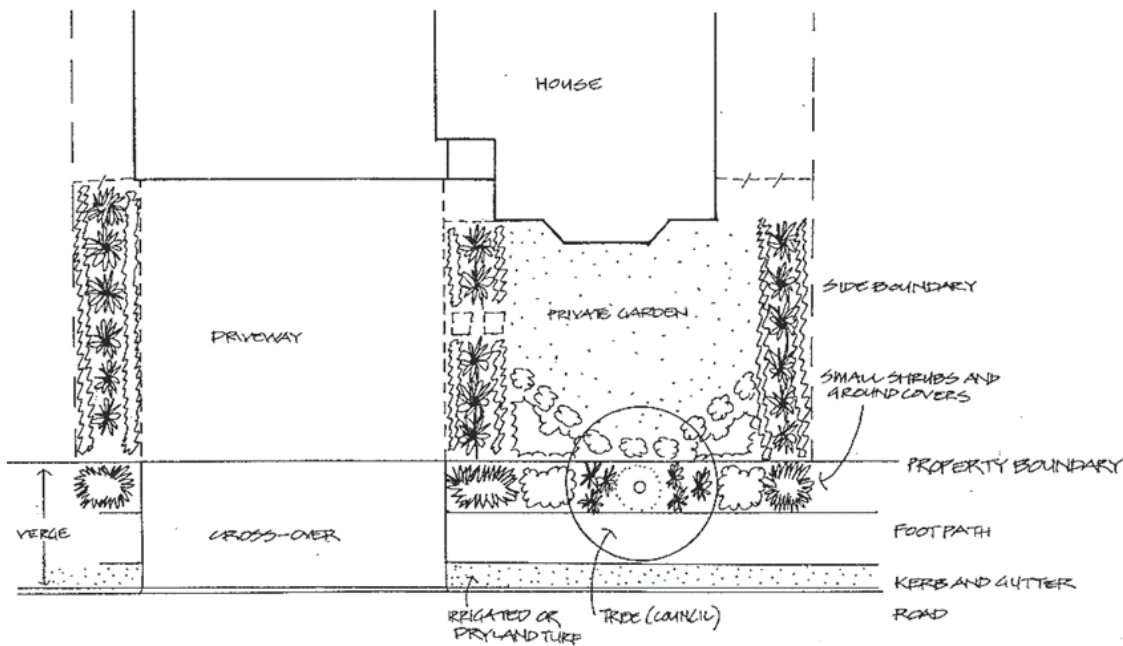 HOUSE
SIDE BOUNDARY
PRIVATE GARDEN
DRIVEWAY
SMALL SHRUBS AND
GROUND COVERS
PROPERTY BOUNDARY
VERGE
CROSS-OVER
FOOTPATH
KERB AND GUTTER
IRRIGATED OR
DRYLAND TURF
TREE (COUNCIL)
ROAD